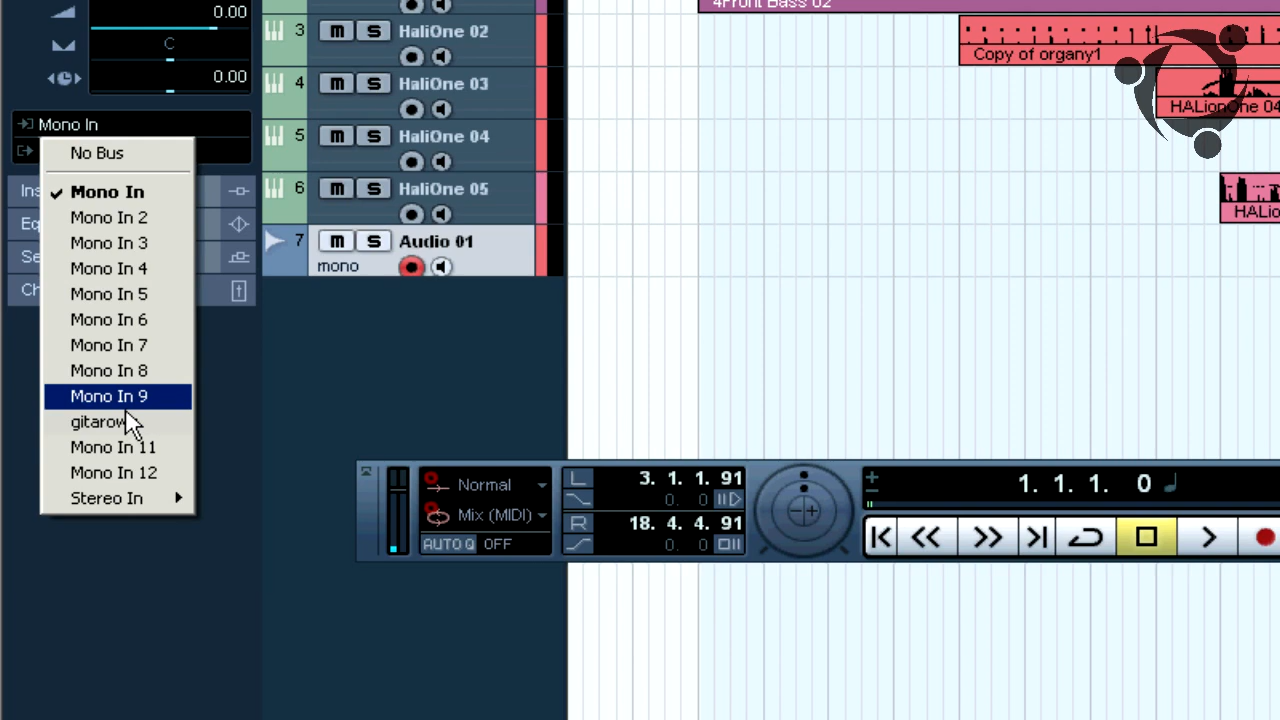 0.00
C
0.00
Mono In
No Bus
Mono In
Mono In 2
Mono In 3
Mono In 4
Mono In 5
Mono In 6
Mono In 7
Mono In 8
Mono In 9
Mono In 11
Mono In 12
Stereo In
Ins
Eq
Se
Ch
4Front Bass 02
3 m S HaliOne 02
4 m S HaliOne 03
5 m S HaliOne 04
6 m S HaliOne 05
7 m S Audio 01
mono
Copy of organy1
HALionOne 04
HALio
Normal
Mix (MIDI)
AUTO Q OFF
L 3. 1. 1. 91
0. 0
R 18. 4. 4. 91
0. 0
1. 1. 1. 0